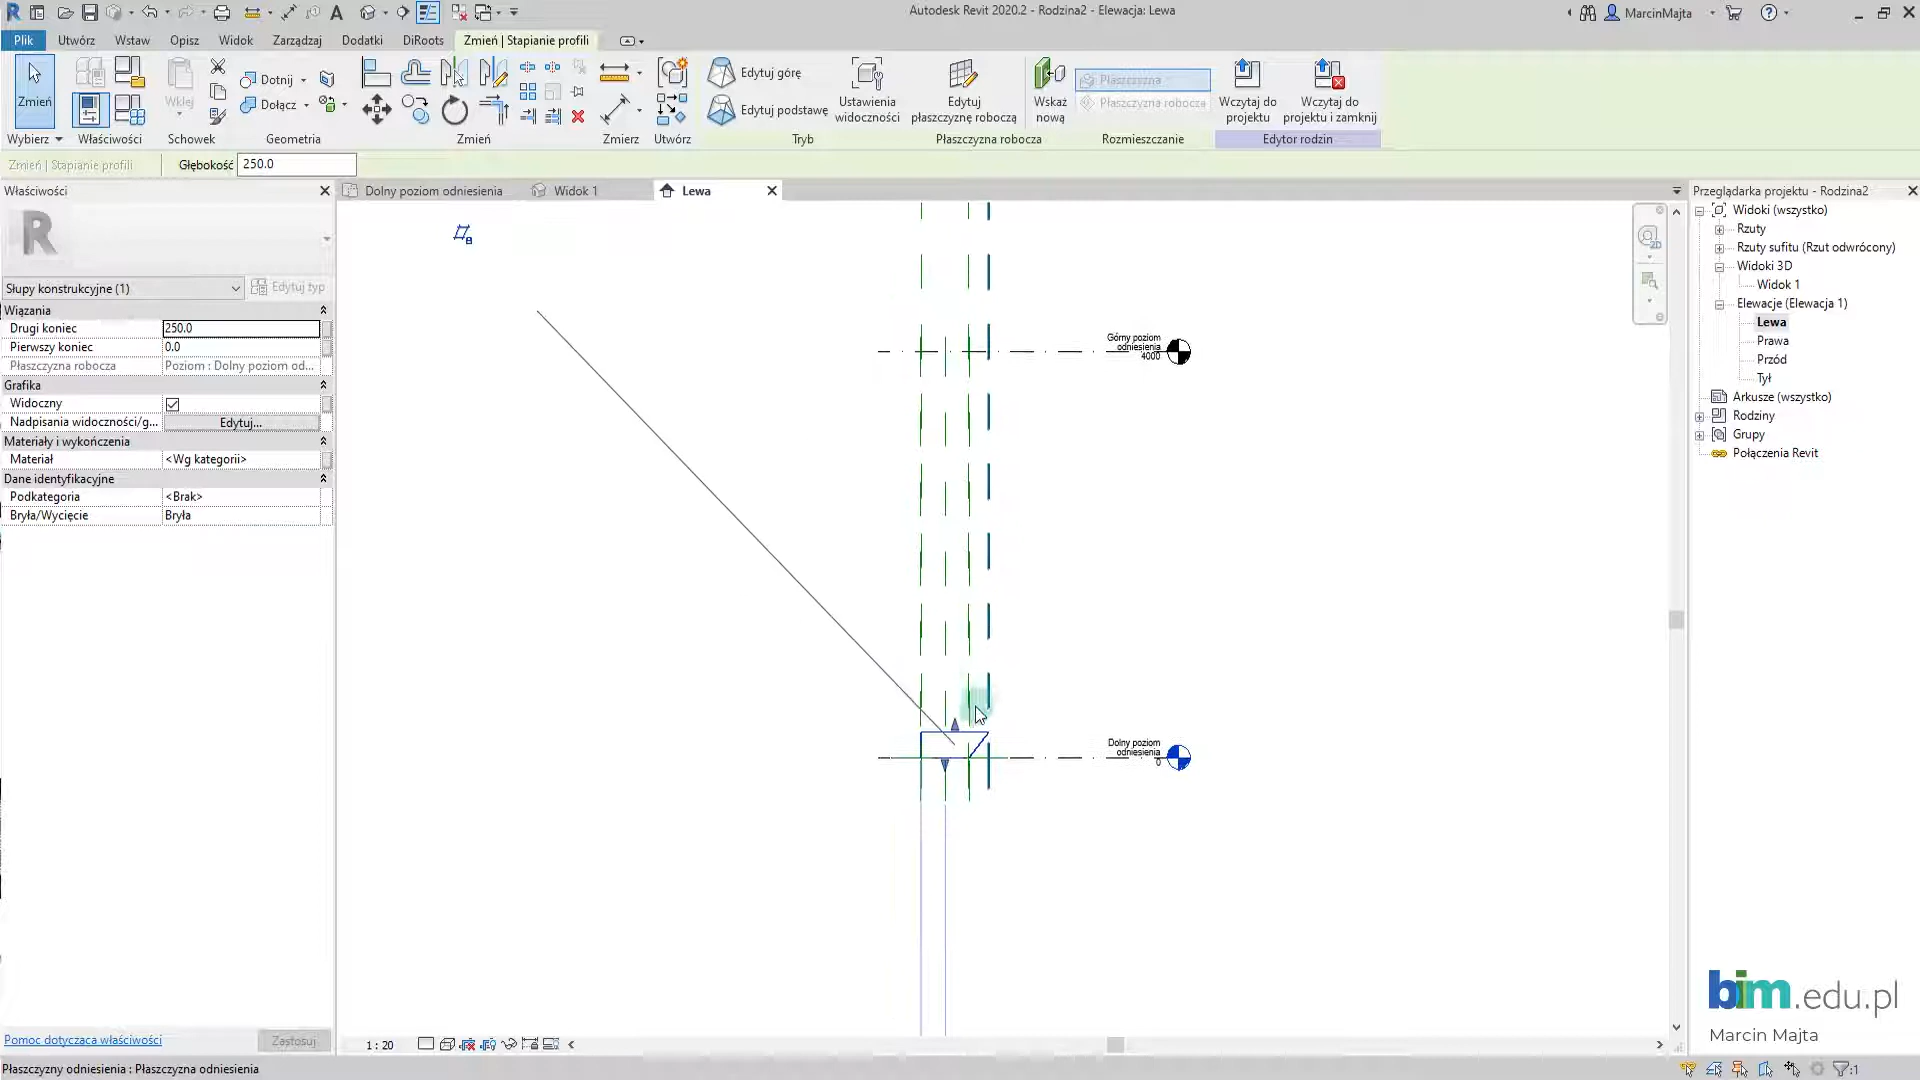 Autodesk Revit 2020.2 - Rodzina2 - Elewacja: Lewa
MarcinMajta
Plik Utwórz Wstaw Opisz Widok Zarządzaj Dodatki DiRoots Zmień | Stapianie profili
Zmień
Wklej
Dotnij
Dołącz
Edytuj górę
Edytuj podstawę
Ustawienia
widoczności
Edytuj
płaszczyznę roboczą
Wskaż
nową
Płaszczyzna
Płaszczyzna robocza
Wczytaj do
projektu
Wczytaj do
projektu i zamknij
Wybierz Właściwości Schowek Geometria Zmień Zmierz Utwórz Tryb Płaszczyzna robocza Rozmieszczanie Edytor rodzin
Zmień | Stapianie profili Głębokość 250.0
Właściwości
Dolny poziom odniesienia Widok 1 Lewa
Słupy konstrukcyjne (1) Edytuj typ
Wiązania
Drugi koniec 250.0
Pierwszy koniec 0.0
Płaszczyzna robocza Poziom : Dolny poziom od...
Grafika
Widoczny
Nadpisania widoczności/g... Edytuj...
Materiały i wykończenia
Materiał <Wg kategorii>
Dane identyfikacyjne
Podkategoria <Brak>
Bryła/Wycięcie Bryła
Górny poziom
odniesienia
4000
Dolny poziom
odniesienia
0
2D
Przeglądarka projektu - Rodzina2
Widoki (wszystko)
Rzuty
Rzuty sufitu (Rzut odwrócony)
Widoki 3D
Widok 1
Elewacje (Elewacja 1)
Lewa
Prawa
Przód
Tył
Arkusze (wszystko)
Rodziny
Grupy
Połączenia Revit
bim.edu.pl
Marcin Majta
Pomoc dotycząca właściwości Zastosuj
1 : 20
Płaszczyzny odniesienia : Płaszczyzna odniesienia
:1